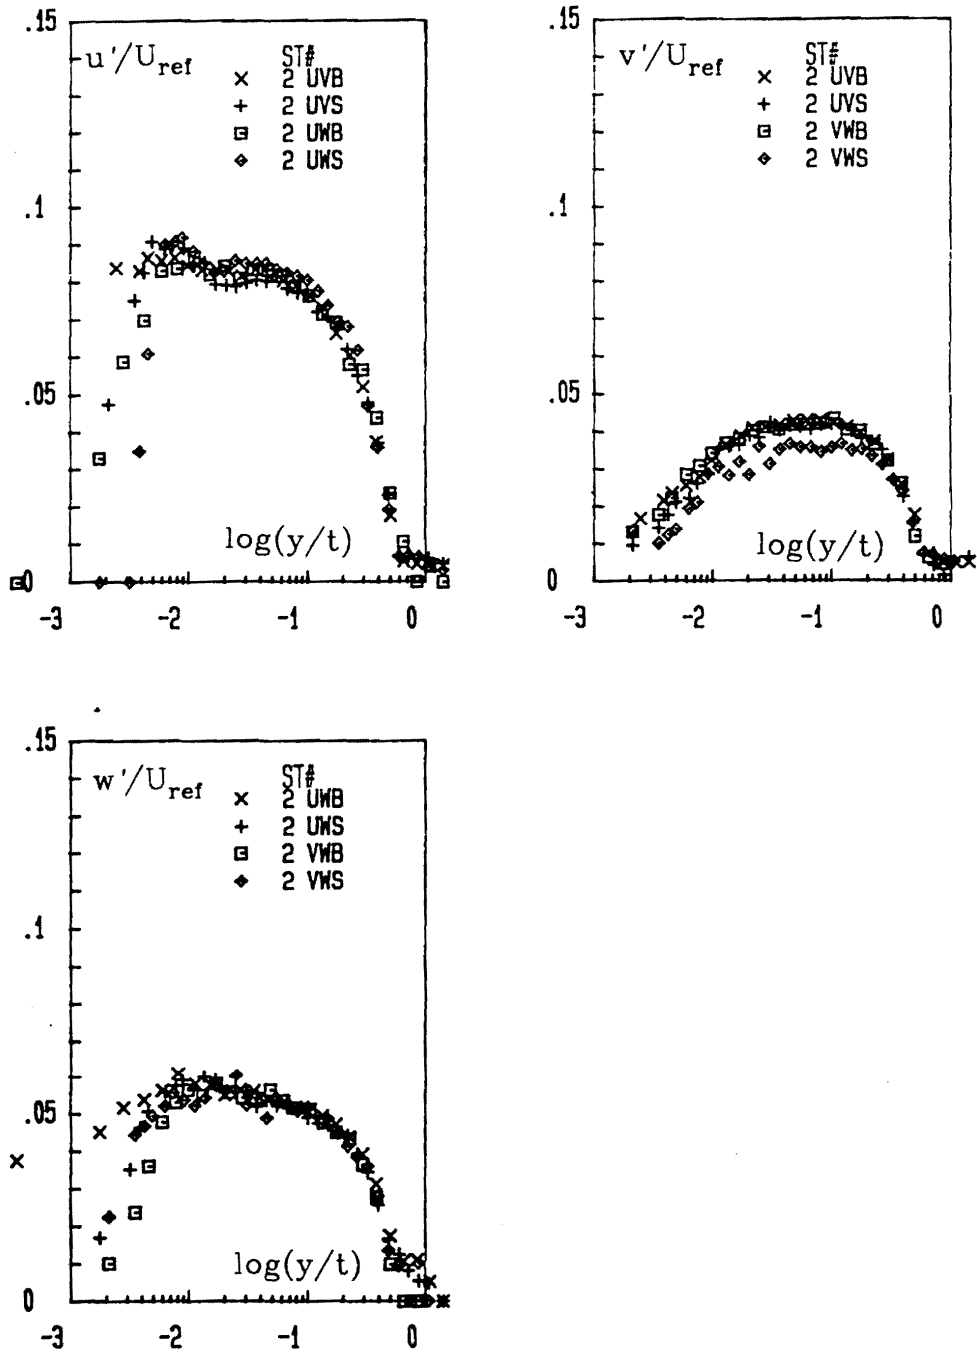 .15
u'/U_ref
ST#
2 UVB
2 UVS
2 UWB
2 UWS
.1
.05
log(y/t)
0
-3 -2 -1 0
.15
v'/U_ref
ST#
2 UVB
2 UVS
2 VWB
2 VWS
.1
.05
log(y/t)
0
-3 -2 -1 0
.15
w'/U_ref
ST#
2 UWB
2 UWS
2 VWB
2 VWS
.1
.05
log(y/t)
0
-3 -2 -1 0